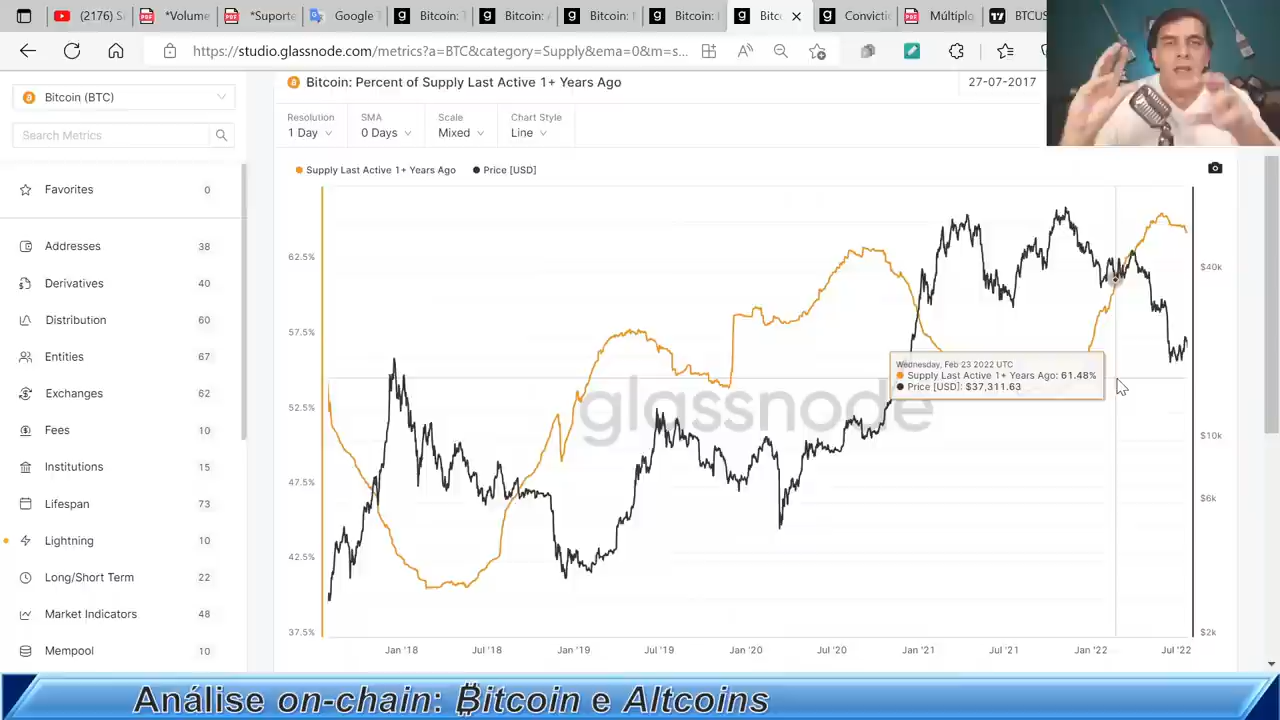 (2176) S
*Volume
*Suporte
Google T
Bitcoin: T
Bitcoin: A
Bitcoin: 
Bitcoin: 
Bitc
Convictio
Múltiplo
BTCUS
https://studio.glassnode.com/metrics?a=BTC&category=Supply&ema=0&m=s...
Bitcoin (BTC)
Search Metrics
Favorites 0
Addresses 38
Derivatives 40
Distribution 60
Entities 67
Exchanges 62
Fees 10
Institutions 15
Lifespan 73
Lightning 10
Long/Short Term 22
Market Indicators 48
Mempool 10
Bitcoin: Percent of Supply Last Active 1+ Years Ago
27-07-2017
Resolution SMA Scale Chart Style
1 Day 0 Days Mixed Line
Supply Last Active 1+ Years Ago Price [USD]
62.5%
57.5%
52.5%
47.5%
42.5%
37.5%
$40k
$10k
$6k
$2k
glassnode
Wednesday, Feb 23 2022 UTC
Supply Last Active 1+ Years Ago: 61.48%
Price [USD]: $37,311.63
Jan '18 Jul '18 Jan '19 Jul '19 Jan '20 Jul '20 Jan '21 Jul '21 Jan '22 Jul '22
Análise on-chain: ₿itcoin e Altcoins